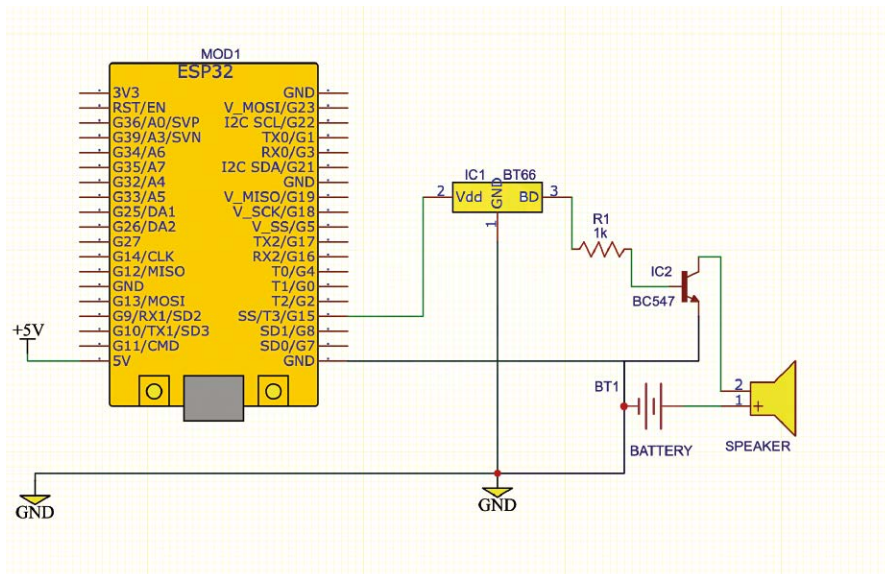 MOD1
ESP32
3V3
RST/EN
G36/A0/SVP
G39/A3/SVN
G34/A6
G35/A7
G32/A4
G33/A5
G25/DA1
G26/DA2
G27
G14/CLK
G12/MISO
GND
G13/MOSI
G9/RX1/SD2
G10/TX1/SD3
G11/CMD
5V
GND
V_MOSI/G23
I2C SCL/G22
TX0/G1
RX0/G3
I2C SDA/G21
GND
V_MISO/G19
V_SCK/G18
V_SS/G5
TX2/G17
RX2/G16
T0/G4
T1/G0
T2/G2
SS/T3/G15
SD1/G8
SD0/G7
GND
+5V
GND
IC1 BT66
2 Vdd GND BD 3
1
GND
R1
1k
IC2
BC547
BT1
BATTERY
2
1 +
SPEAKER